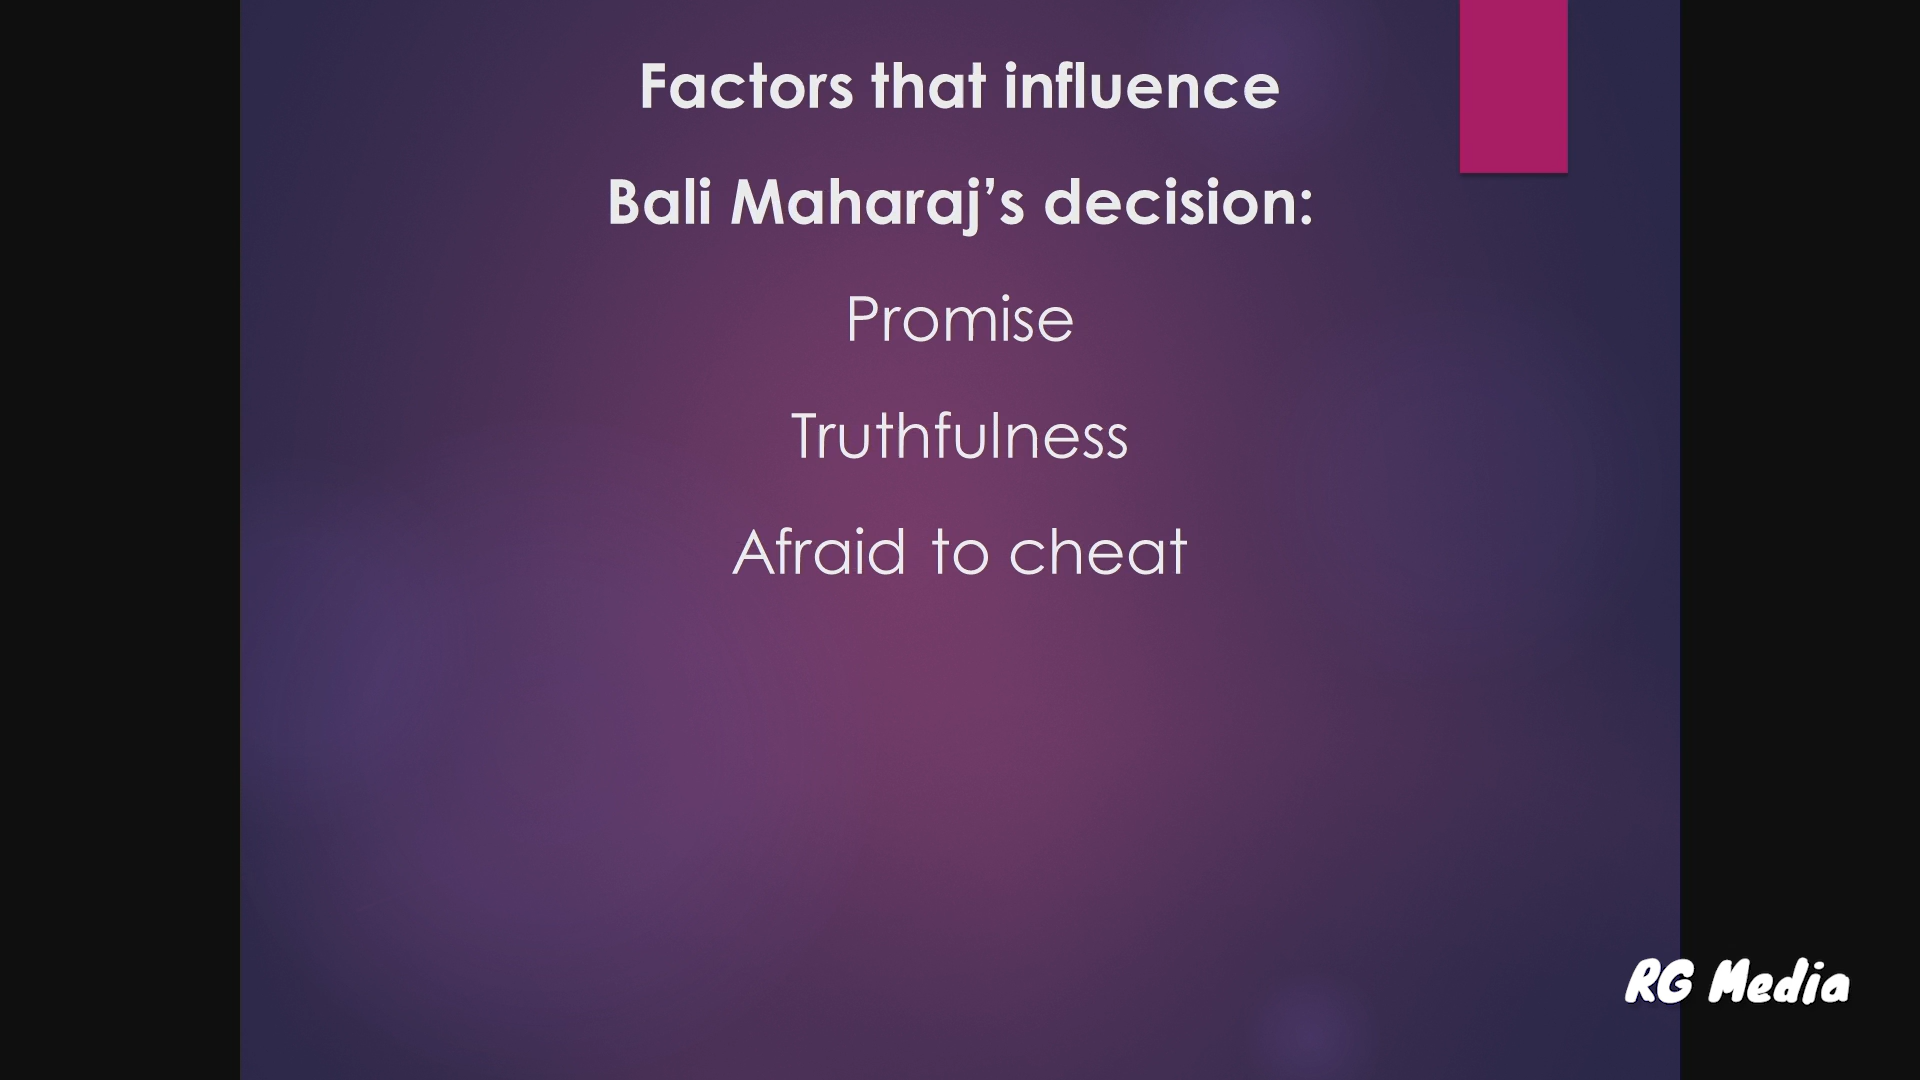 Factors that influence
Bali Maharaj’s decision:
Promise
Truthfulness
Afraid to cheat
RG Media